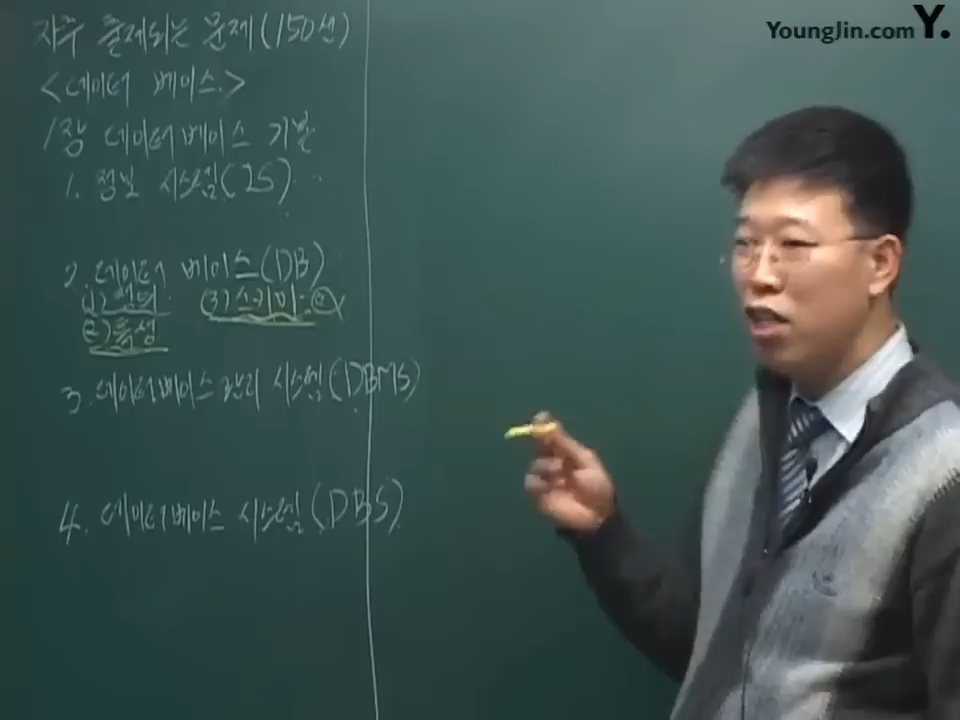 자주 출제되는 문제(150선)
<데이터 베이스>
1장 데이터베이스 기본
1. 정보 시스템(IS)
2. 데이터 베이스(DB)
(1) 정의 (3) 스키마:②
(2) 특성
3. 데이터베이스 관리 시스템(DBMS)
4. 데이터베이스 시스템(DBS)
YoungJin.com Y.